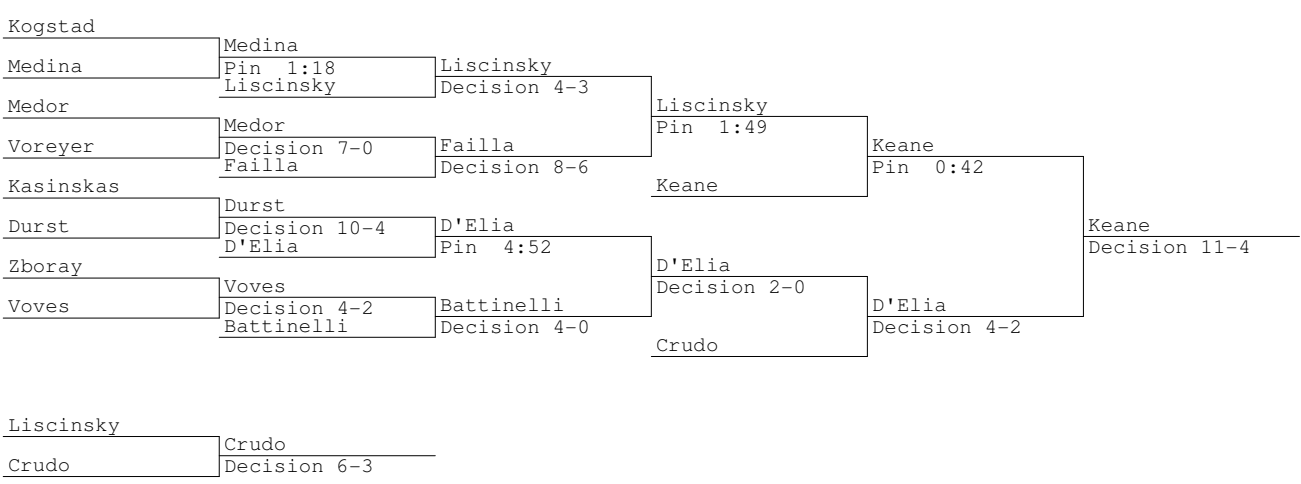 Kogstad
Medina
Medina
Pin 1:18
Liscinsky
Liscinsky
Decision 4-3
Medor
Liscinsky
Pin 1:49
Medor
Voreyer
Decision 7-0
Failla
Failla
Decision 8-6
Keane
Pin 0:42
Keane
Kasinskas
Durst
Durst
Decision 10-4
D'Elia
D'Elia
Pin 4:52
Keane
Decision 11-4
Zboray
D'Elia
Decision 2-0
Voves
Voves
Decision 4-2
Battinelli
Battinelli
Decision 4-0
D'Elia
Decision 4-2
Crudo
Liscinsky
Crudo
Crudo
Decision 6-3